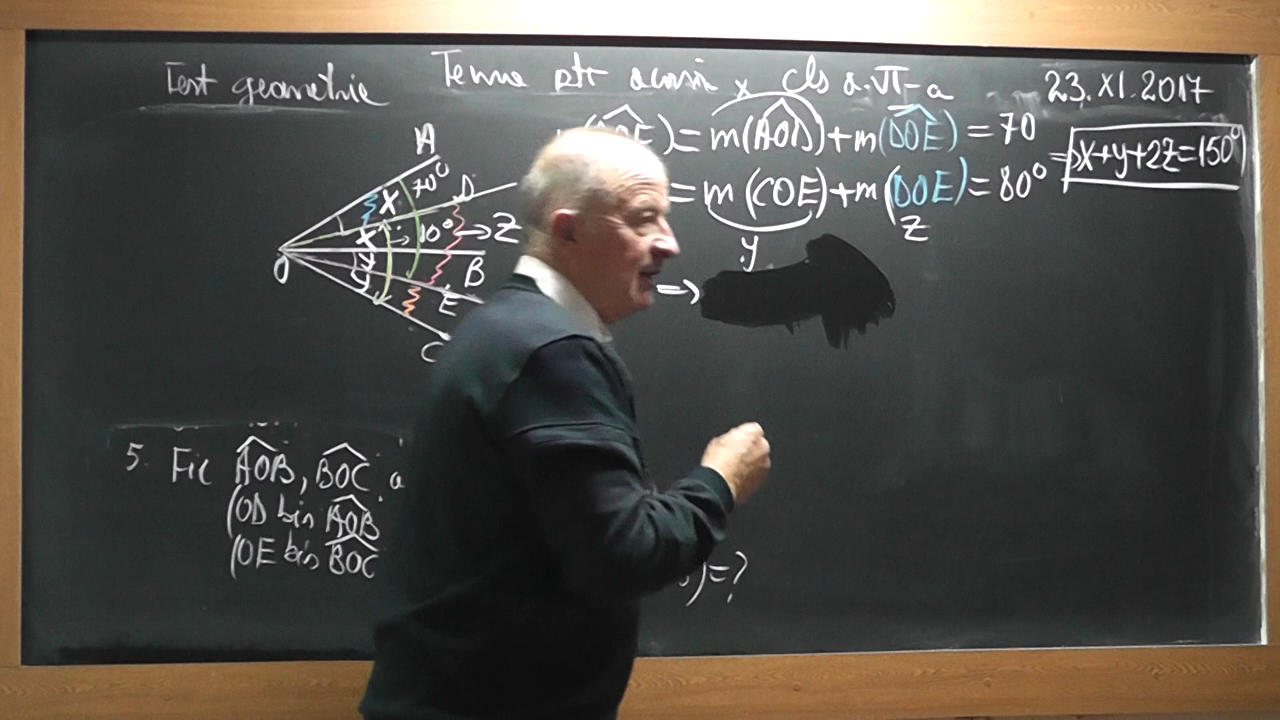 Test geometrie Teme ptr acasă cls a-VI-a 23.XI.2017
x
E) = m(AOD) + m(DOE) = 70
=> x+y+2z=150°
= m(COE) + m(DOE) = 80°
y z
=>
A
70°
x D
x 10° → z
O B
y E
C
5. Fie AOB, BOC a
(OD bis AOB
(OE bis BOC
)=?